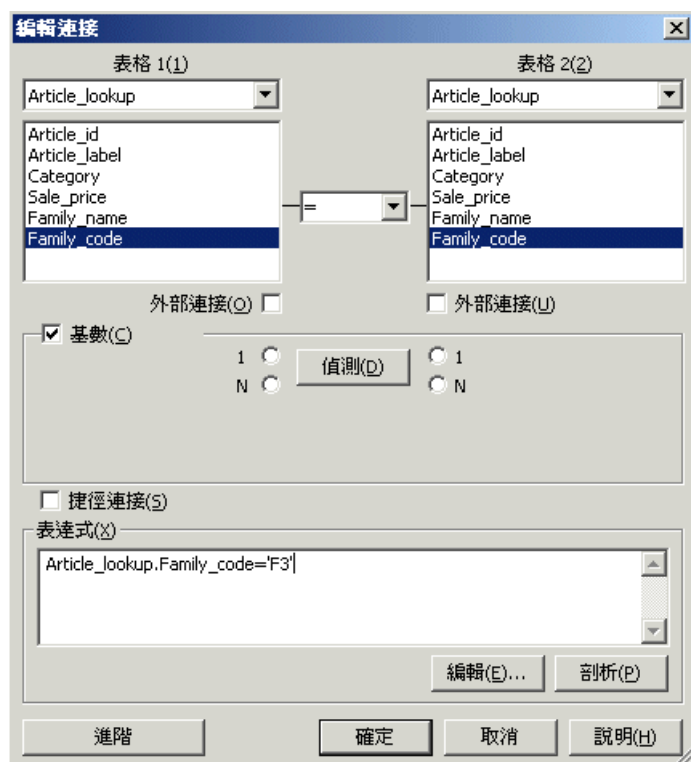 編輯連接
表格 1(1) 表格 2(2)
Article_lookup Article_lookup
Article_id Article_id
Article_label Article_label
Category Category
Sale_price Sale_price
= 
Family_name Family_name
Family_code Family_code
外部連接(O) 外部連接(U)
基數(C)
1 偵測(D) 1
N N
捷徑連接(S)
表達式(X)
Article_lookup.Family_code='F3'
編輯(E)... 剖析(P)
進階 確定 取消 說明(H)